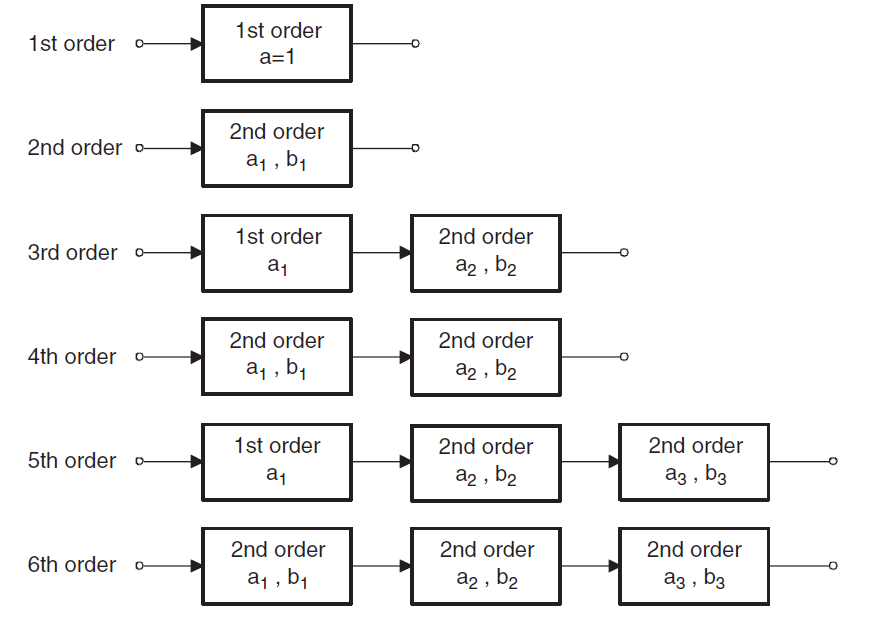 1st order
1st order
a=1
2nd order
2nd order
a₁ , b₁
3rd order
1st order
a₁
2nd order
a₂ , b₂
4th order
2nd order
a₁ , b₁
2nd order
a₂ , b₂
5th order
1st order
a₁
2nd order
a₂ , b₂
2nd order
a₃ , b₃
6th order
2nd order
a₁ , b₁
2nd order
a₂ , b₂
2nd order
a₃ , b₃